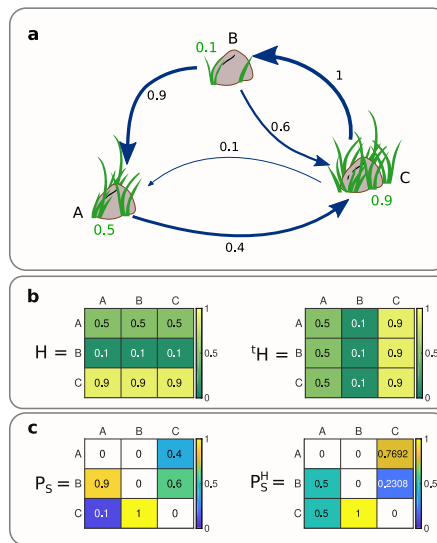 a
B
0.1
0.9
1
0.6
0.1
C
A
0.5
0.9
0.4
b
A B C A B C
A 0.5 0.5 0.5 1 A 0.5 0.1 0.9 1
H = B 0.1 0.1 0.1 0.5 ᵗH = B 0.5 0.1 0.9 0.5
C 0.9 0.9 0.9 0 C 0.5 0.1 0.9 0
c
A B C A B C
A 0 0 0.4 1 A 0 0 0.7692 1
P_S = B 0.9 0 0.6 0.5 P_S^H = B 0.5 0 0.2308 0.5
C 0.1 1 0 0 C 0.5 1 0 0